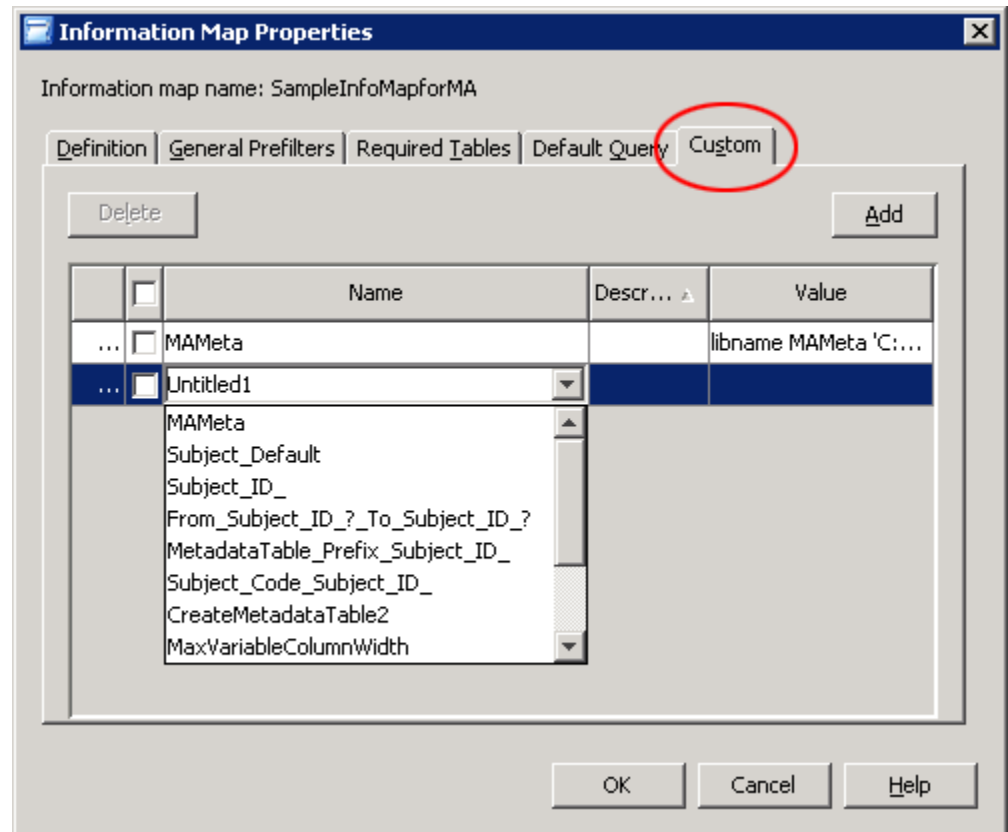 Information Map Properties
Information map name: SampleInfoMapforMA
Definition General Prefilters Required Tables Default Query Custom
Delete Add
Name Descr... Value
... MAMeta libname MAMeta 'C:...
... Untitled1
MAMeta
Subject_Default
Subject_ID_
From_Subject_ID_?_To_Subject_ID_?
MetadataTable_Prefix_Subject_ID_
Subject_Code_Subject_ID_
CreateMetadataTable2
MaxVariableColumnWidth
OK Cancel Help